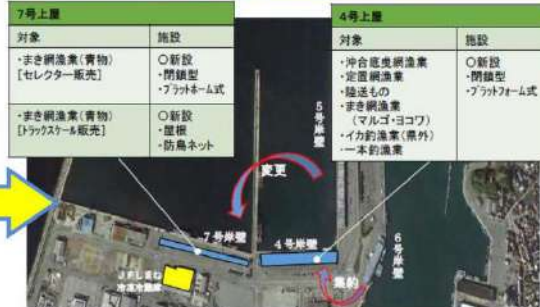 7号上屋
対象
施設
・まき網漁業(青物)
[セレクター販売]
○新設
・閉鎖型
・プラットホーム式
・まき網漁業(青物)
[トラックスケール販売]
○新設
・屋根
・防鳥ネット
4号上屋
対象
施設
・沖合底曳網漁業
・定置網漁業
・陸送もの
・まき網漁業
(マルゴ・ヨコワ)
・イカ釣漁業(県外)
・一本釣漁業
○新設
・閉鎖型
・プラットフォーム式
5号岸壁
変更
7号岸壁
4号岸壁
6号岸壁
集約
JFしまね
冷凍冷蔵庫